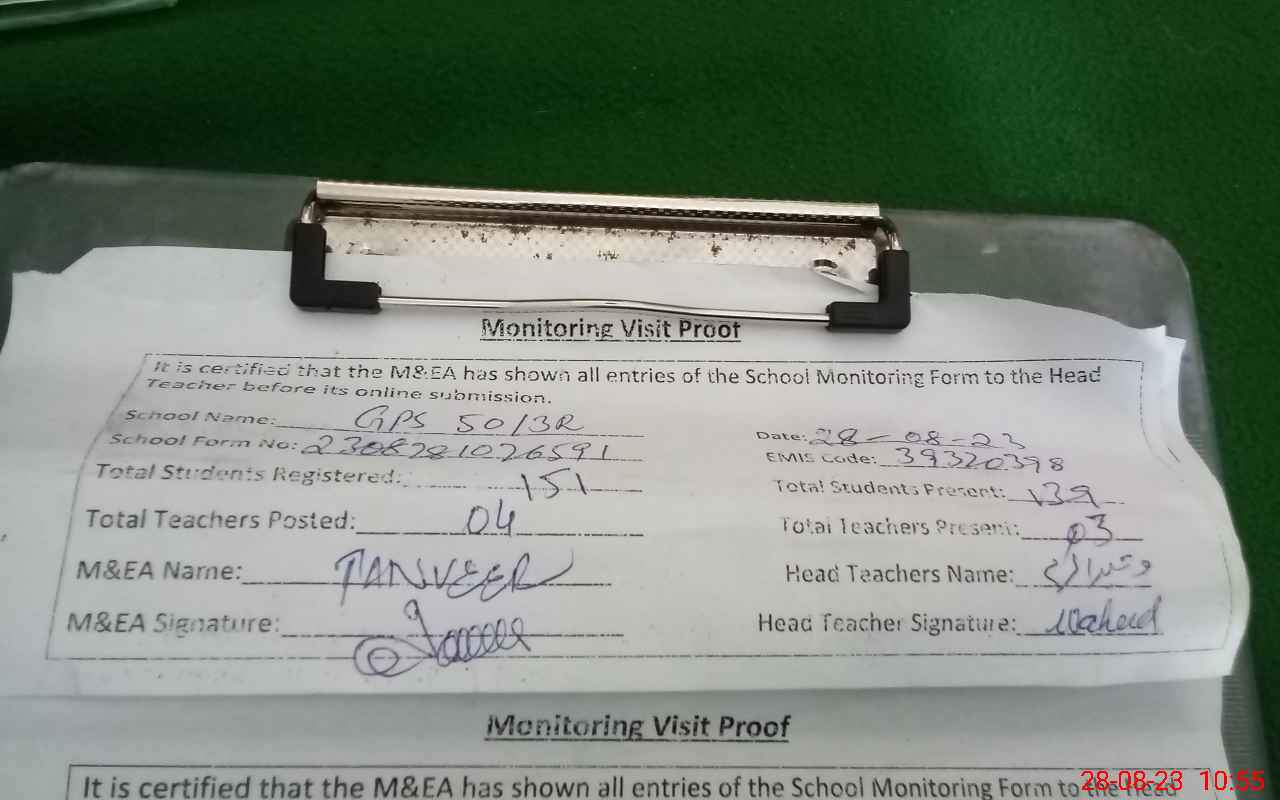 Monitoring Visit Proof
It is certified that the M&EA has shown all entries of the School Monitoring Form to the Head
Teacher before its online submission.
School Name: GPS 50/3R
Date: 28-08-23
School Form No: 2308281026591
EMIS Code: 39320398
Total Students Registered: 151
Total Students Present: 139
Total Teachers Posted: 04
Total Teachers Present: 03
M&EA Name: TANVEER
Head Teachers Name:
M&EA Signature:
Head Teacher Signature: Waheed
Monitoring Visit Proof
It is certified that the M&EA has shown all entries of the School Monitoring Form to the Head
28-08-23 10:55